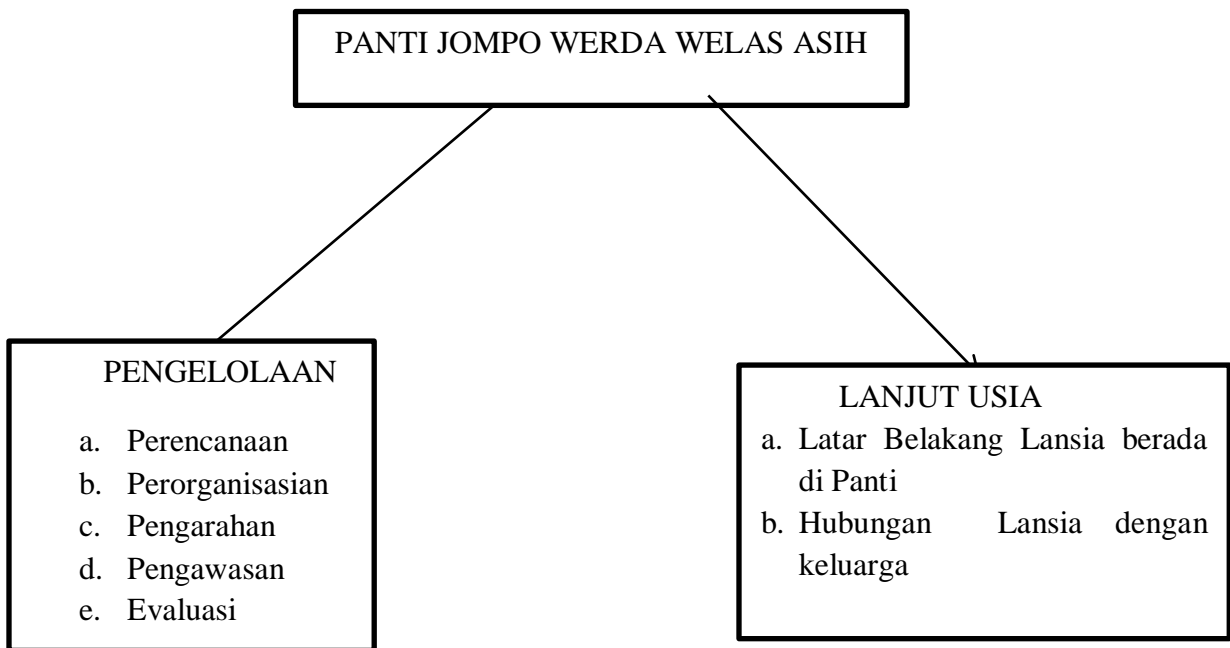 PANTI JOMPO WERDA WELAS ASIH
PENGELOLAAN
a. Perencanaan
b. Perorganisasian
c. Pengarahan
d. Pengawasan
e. Evaluasi
LANJUT USIA
a. Latar Belakang Lansia berada
di Panti
b. Hubungan Lansia dengan
keluarga